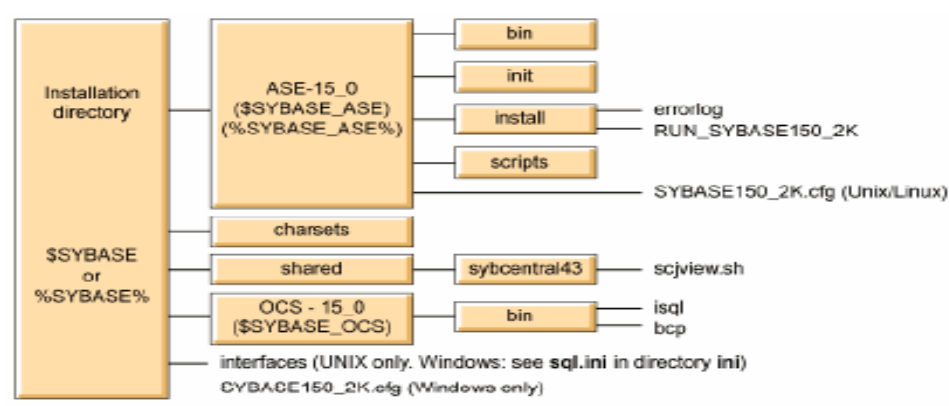 Installation
directory
$SYBASE
or
%SYBASE%
ASE-15_0
($SYBASE_ASE)
(%SYBASE_ASE%)
bin
init
install
errorlog
RUN_SYBASE150_2K
scripts
SYBASE150_2K.cfg (Unix/Linux)
charsets
shared
sybcentral43
scjview.sh
OCS - 15_0
($SYBASE_OCS)
bin
isql
bcp
interfaces (UNIX only. Windows: see sql.ini in directory ini)
SYBASE150_2K.cfg (Windows only)